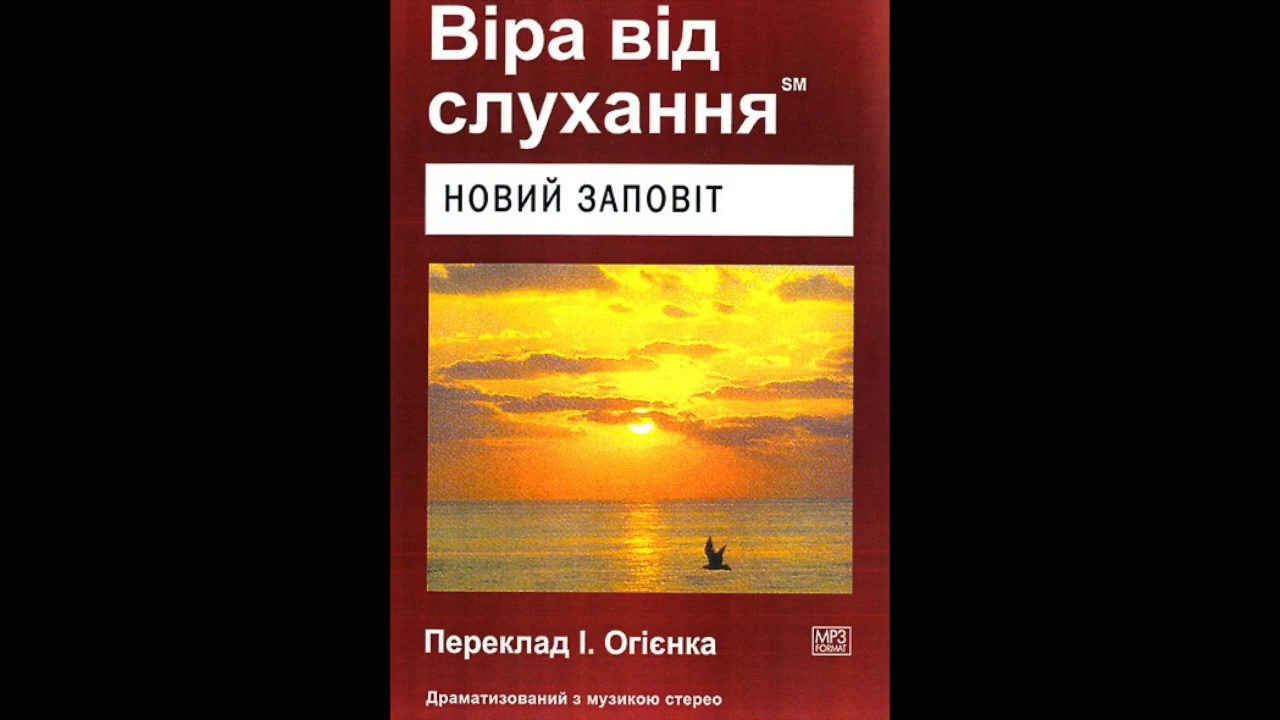 Віра від
слухання SM
НОВИЙ ЗАПОВІТ
Переклад І. Огієнка
MP3
FORMAT
Драматизований з музикою стерео